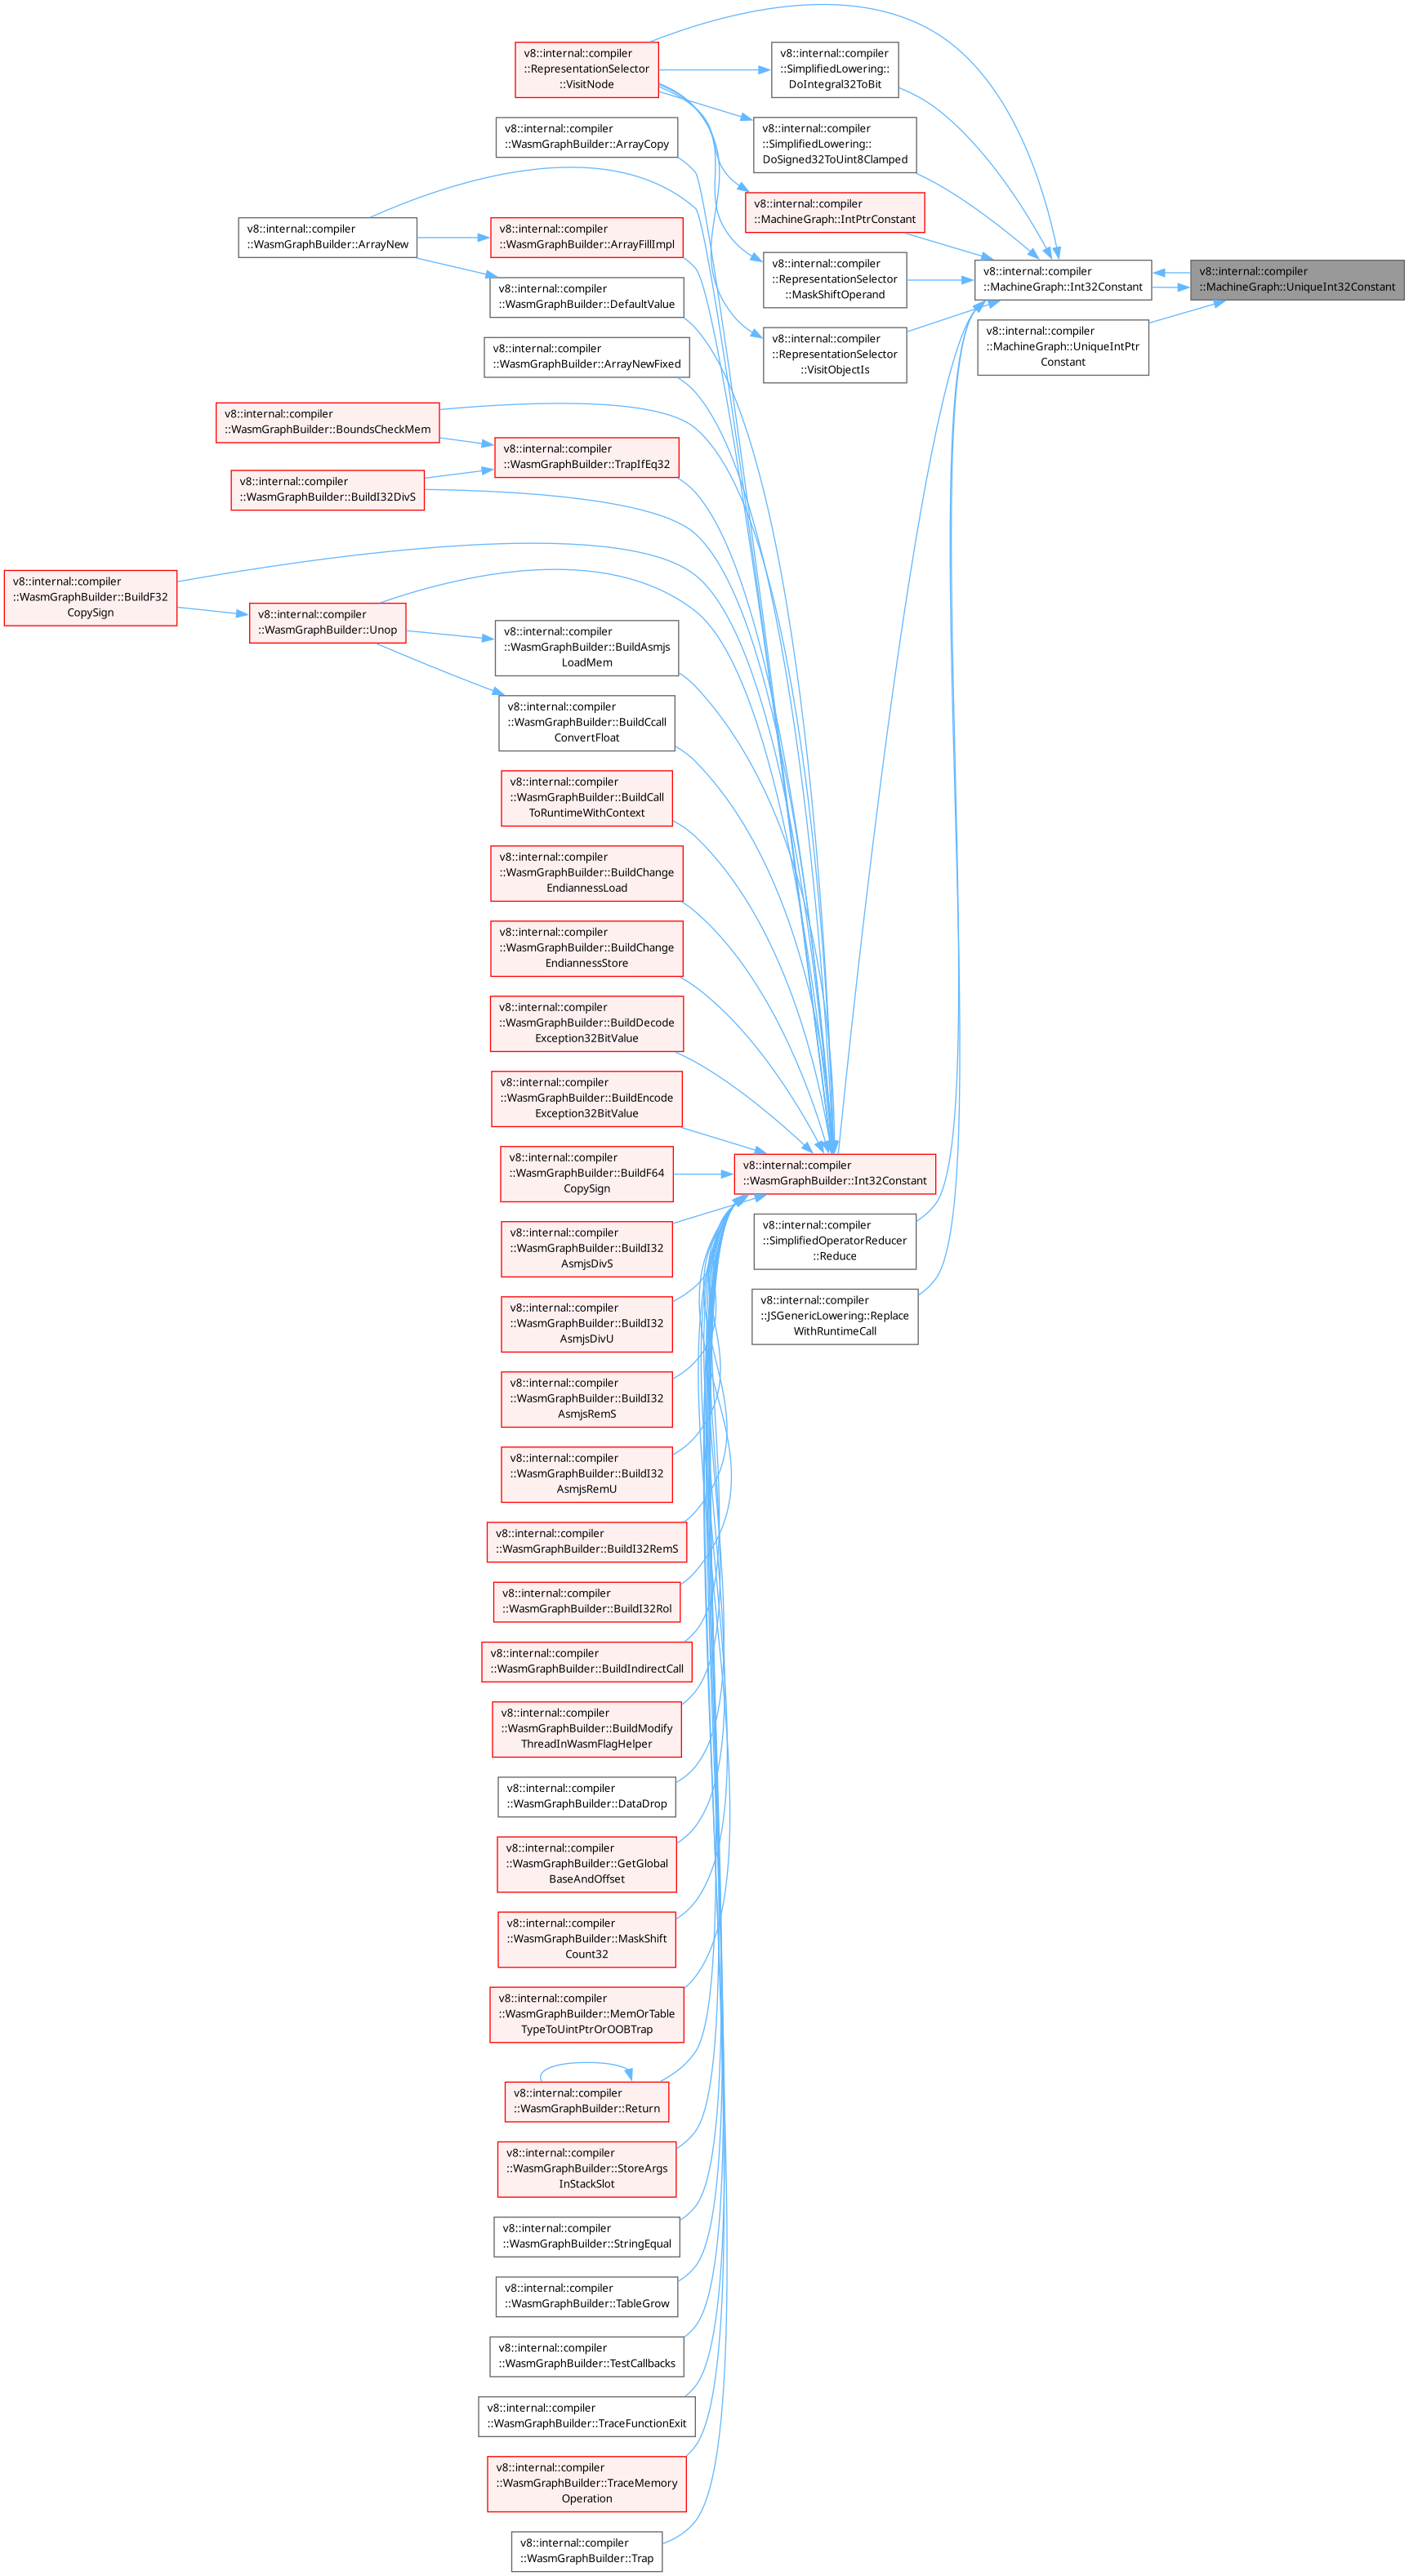 v8::internal::compiler
::RepresentationSelector
::VisitNode
v8::internal::compiler
::SimplifiedLowering::
DoIntegral32ToBit
v8::internal::compiler
::WasmGraphBuilder::ArrayCopy
v8::internal::compiler
::SimplifiedLowering::
DoSigned32ToUint8Clamped
v8::internal::compiler
::MachineGraph::IntPtrConstant
v8::internal::compiler
::WasmGraphBuilder::ArrayNew
v8::internal::compiler
::WasmGraphBuilder::ArrayFillImpl
v8::internal::compiler
::RepresentationSelector
::MaskShiftOperand
v8::internal::compiler
::MachineGraph::Int32Constant
v8::internal::compiler
::MachineGraph::UniqueInt32Constant
v8::internal::compiler
::WasmGraphBuilder::DefaultValue
v8::internal::compiler
::RepresentationSelector
::VisitObjectIs
v8::internal::compiler
::MachineGraph::UniqueIntPtr
Constant
v8::internal::compiler
::WasmGraphBuilder::ArrayNewFixed
v8::internal::compiler
::WasmGraphBuilder::BoundsCheckMem
v8::internal::compiler
::WasmGraphBuilder::TrapIfEq32
v8::internal::compiler
::WasmGraphBuilder::BuildI32DivS
v8::internal::compiler
::WasmGraphBuilder::BuildF32
CopySign
v8::internal::compiler
::WasmGraphBuilder::Unop
v8::internal::compiler
::WasmGraphBuilder::BuildAsmjs
LoadMem
v8::internal::compiler
::WasmGraphBuilder::BuildCcall
ConvertFloat
v8::internal::compiler
::WasmGraphBuilder::BuildCall
ToRuntimeWithContext
v8::internal::compiler
::WasmGraphBuilder::BuildChange
EndiannessLoad
v8::internal::compiler
::WasmGraphBuilder::BuildChange
EndiannessStore
v8::internal::compiler
::WasmGraphBuilder::BuildDecode
Exception32BitValue
v8::internal::compiler
::WasmGraphBuilder::BuildEncode
Exception32BitValue
v8::internal::compiler
::WasmGraphBuilder::BuildF64
CopySign
v8::internal::compiler
::WasmGraphBuilder::Int32Constant
v8::internal::compiler
::WasmGraphBuilder::BuildI32
AsmjsDivS
v8::internal::compiler
::SimplifiedOperatorReducer
::Reduce
v8::internal::compiler
::WasmGraphBuilder::BuildI32
AsmjsDivU
v8::internal::compiler
::JSGenericLowering::Replace
WithRuntimeCall
v8::internal::compiler
::WasmGraphBuilder::BuildI32
AsmjsRemS
v8::internal::compiler
::WasmGraphBuilder::BuildI32
AsmjsRemU
v8::internal::compiler
::WasmGraphBuilder::BuildI32RemS
v8::internal::compiler
::WasmGraphBuilder::BuildI32Rol
v8::internal::compiler
::WasmGraphBuilder::BuildIndirectCall
v8::internal::compiler
::WasmGraphBuilder::BuildModify
ThreadInWasmFlagHelper
v8::internal::compiler
::WasmGraphBuilder::DataDrop
v8::internal::compiler
::WasmGraphBuilder::GetGlobal
BaseAndOffset
v8::internal::compiler
::WasmGraphBuilder::MaskShift
Count32
v8::internal::compiler
::WasmGraphBuilder::MemOrTable
TypeToUintPtrOrOOBTrap
v8::internal::compiler
::WasmGraphBuilder::Return
v8::internal::compiler
::WasmGraphBuilder::StoreArgs
InStackSlot
v8::internal::compiler
::WasmGraphBuilder::StringEqual
v8::internal::compiler
::WasmGraphBuilder::TableGrow
v8::internal::compiler
::WasmGraphBuilder::TestCallbacks
v8::internal::compiler
::WasmGraphBuilder::TraceFunctionExit
v8::internal::compiler
::WasmGraphBuilder::TraceMemory
Operation
v8::internal::compiler
::WasmGraphBuilder::Trap